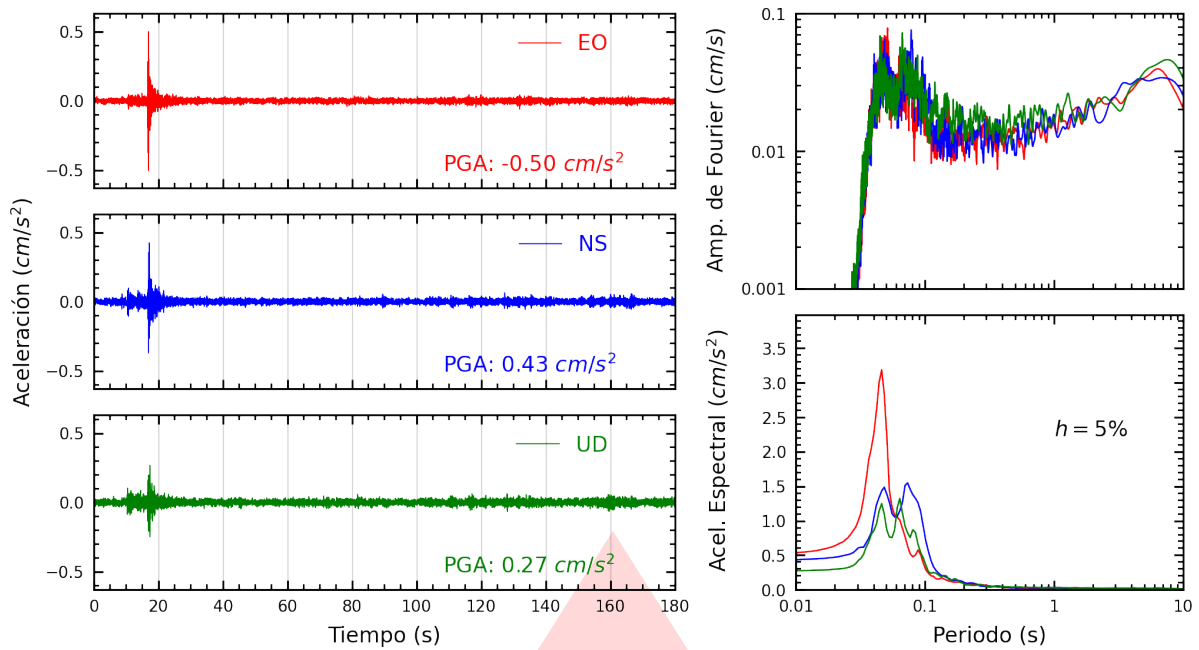 Aceleración (cm/s²)
0.5
0.0
−0.5
EO
PGA: -0.50 cm/s²
0.5
0.0
−0.5
NS
PGA: 0.43 cm/s²
0.5
0.0
−0.5
UD
PGA: 0.27 cm/s²
0 20 40 60 80 100 120 140 160 180
Tiempo (s)
Amp. de Fourier (cm/s)
0.1
0.01
0.001
Acel. Espectral (cm/s²)
3.5
3.0
2.5
2.0
1.5
1.0
0.5
0.0
h = 5%
0.01 0.1 1 10
Periodo (s)